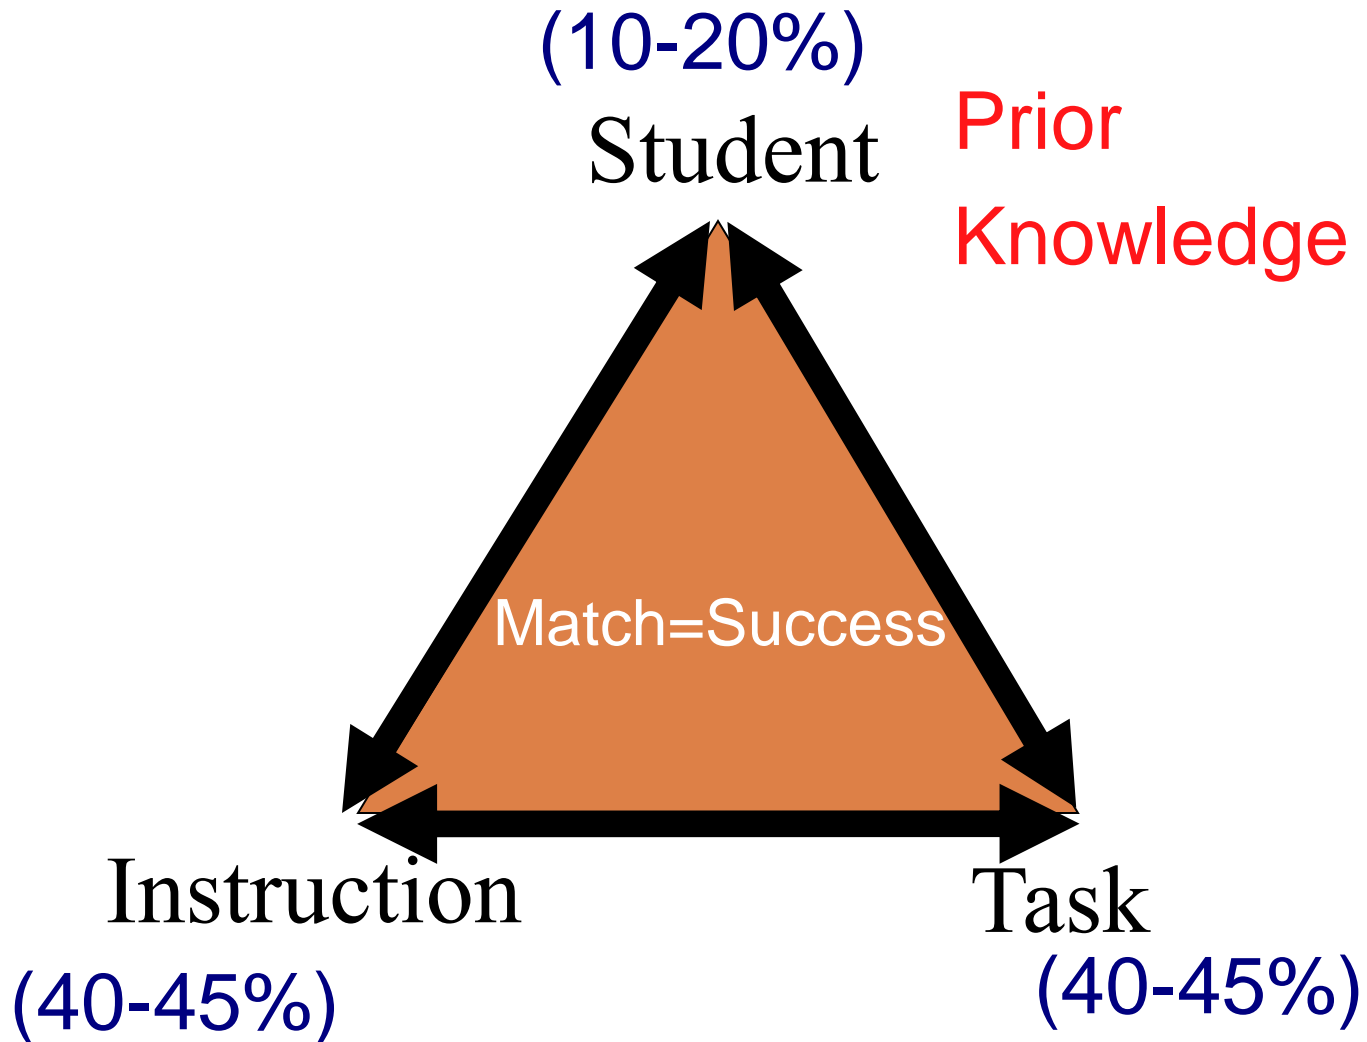 (10-20%)
Student
Prior
Knowledge
Match=Success
Instruction
Task
(40-45%)
(40-45%)